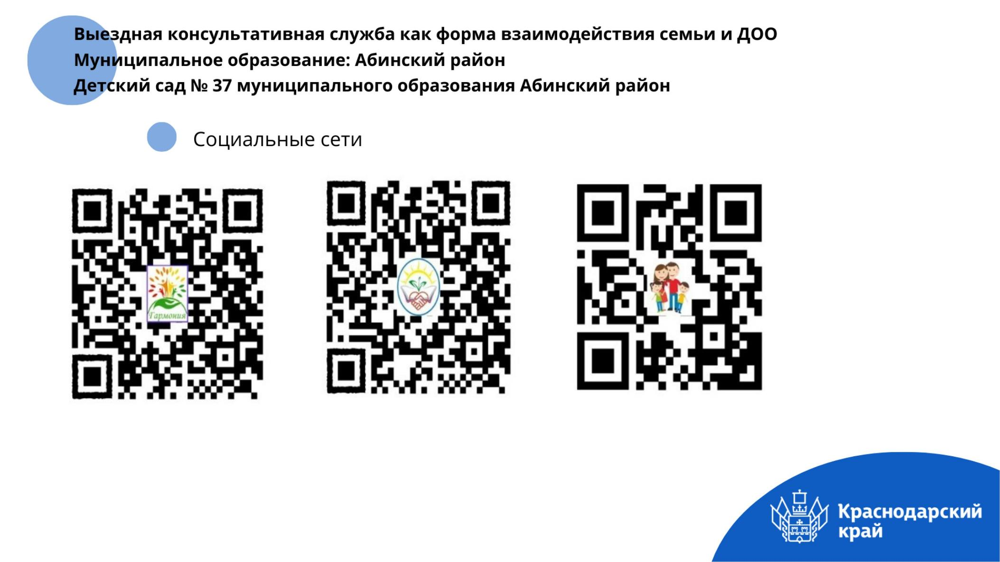 Выездная консультативная служба как форма взаимодействия семьи и ДОО
Муниципальное образование: Абинский район
Детский сад № 37 муниципального образования Абинский район
Социальные сети
Гармония
Краснодарский
край